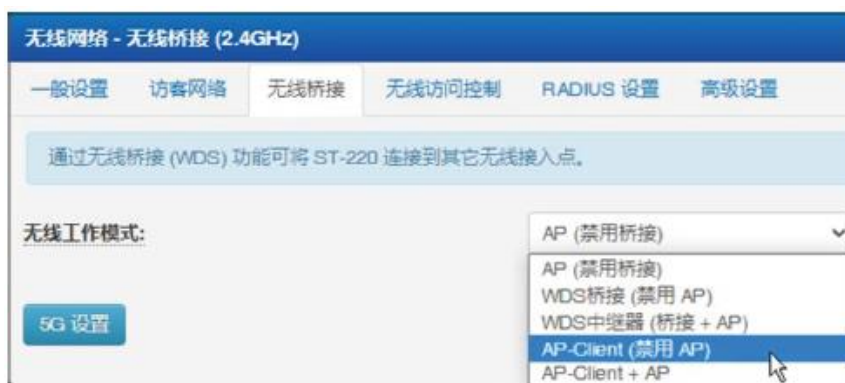 无线网络 - 无线桥接 (2.4GHz)
一般设置 访客网络 无线桥接 无线访问控制 RADIUS 设置 高级设置
通过无线桥接 (WDS) 功能可将 ST-220 连接到其它无线接入点。
无线工作模式: AP (禁用桥接)
AP (禁用桥接)
WDS桥接 (禁用 AP)
WDS中继器 (桥接 + AP)
5G 设置
AP-Client (禁用 AP)
AP-Client + AP